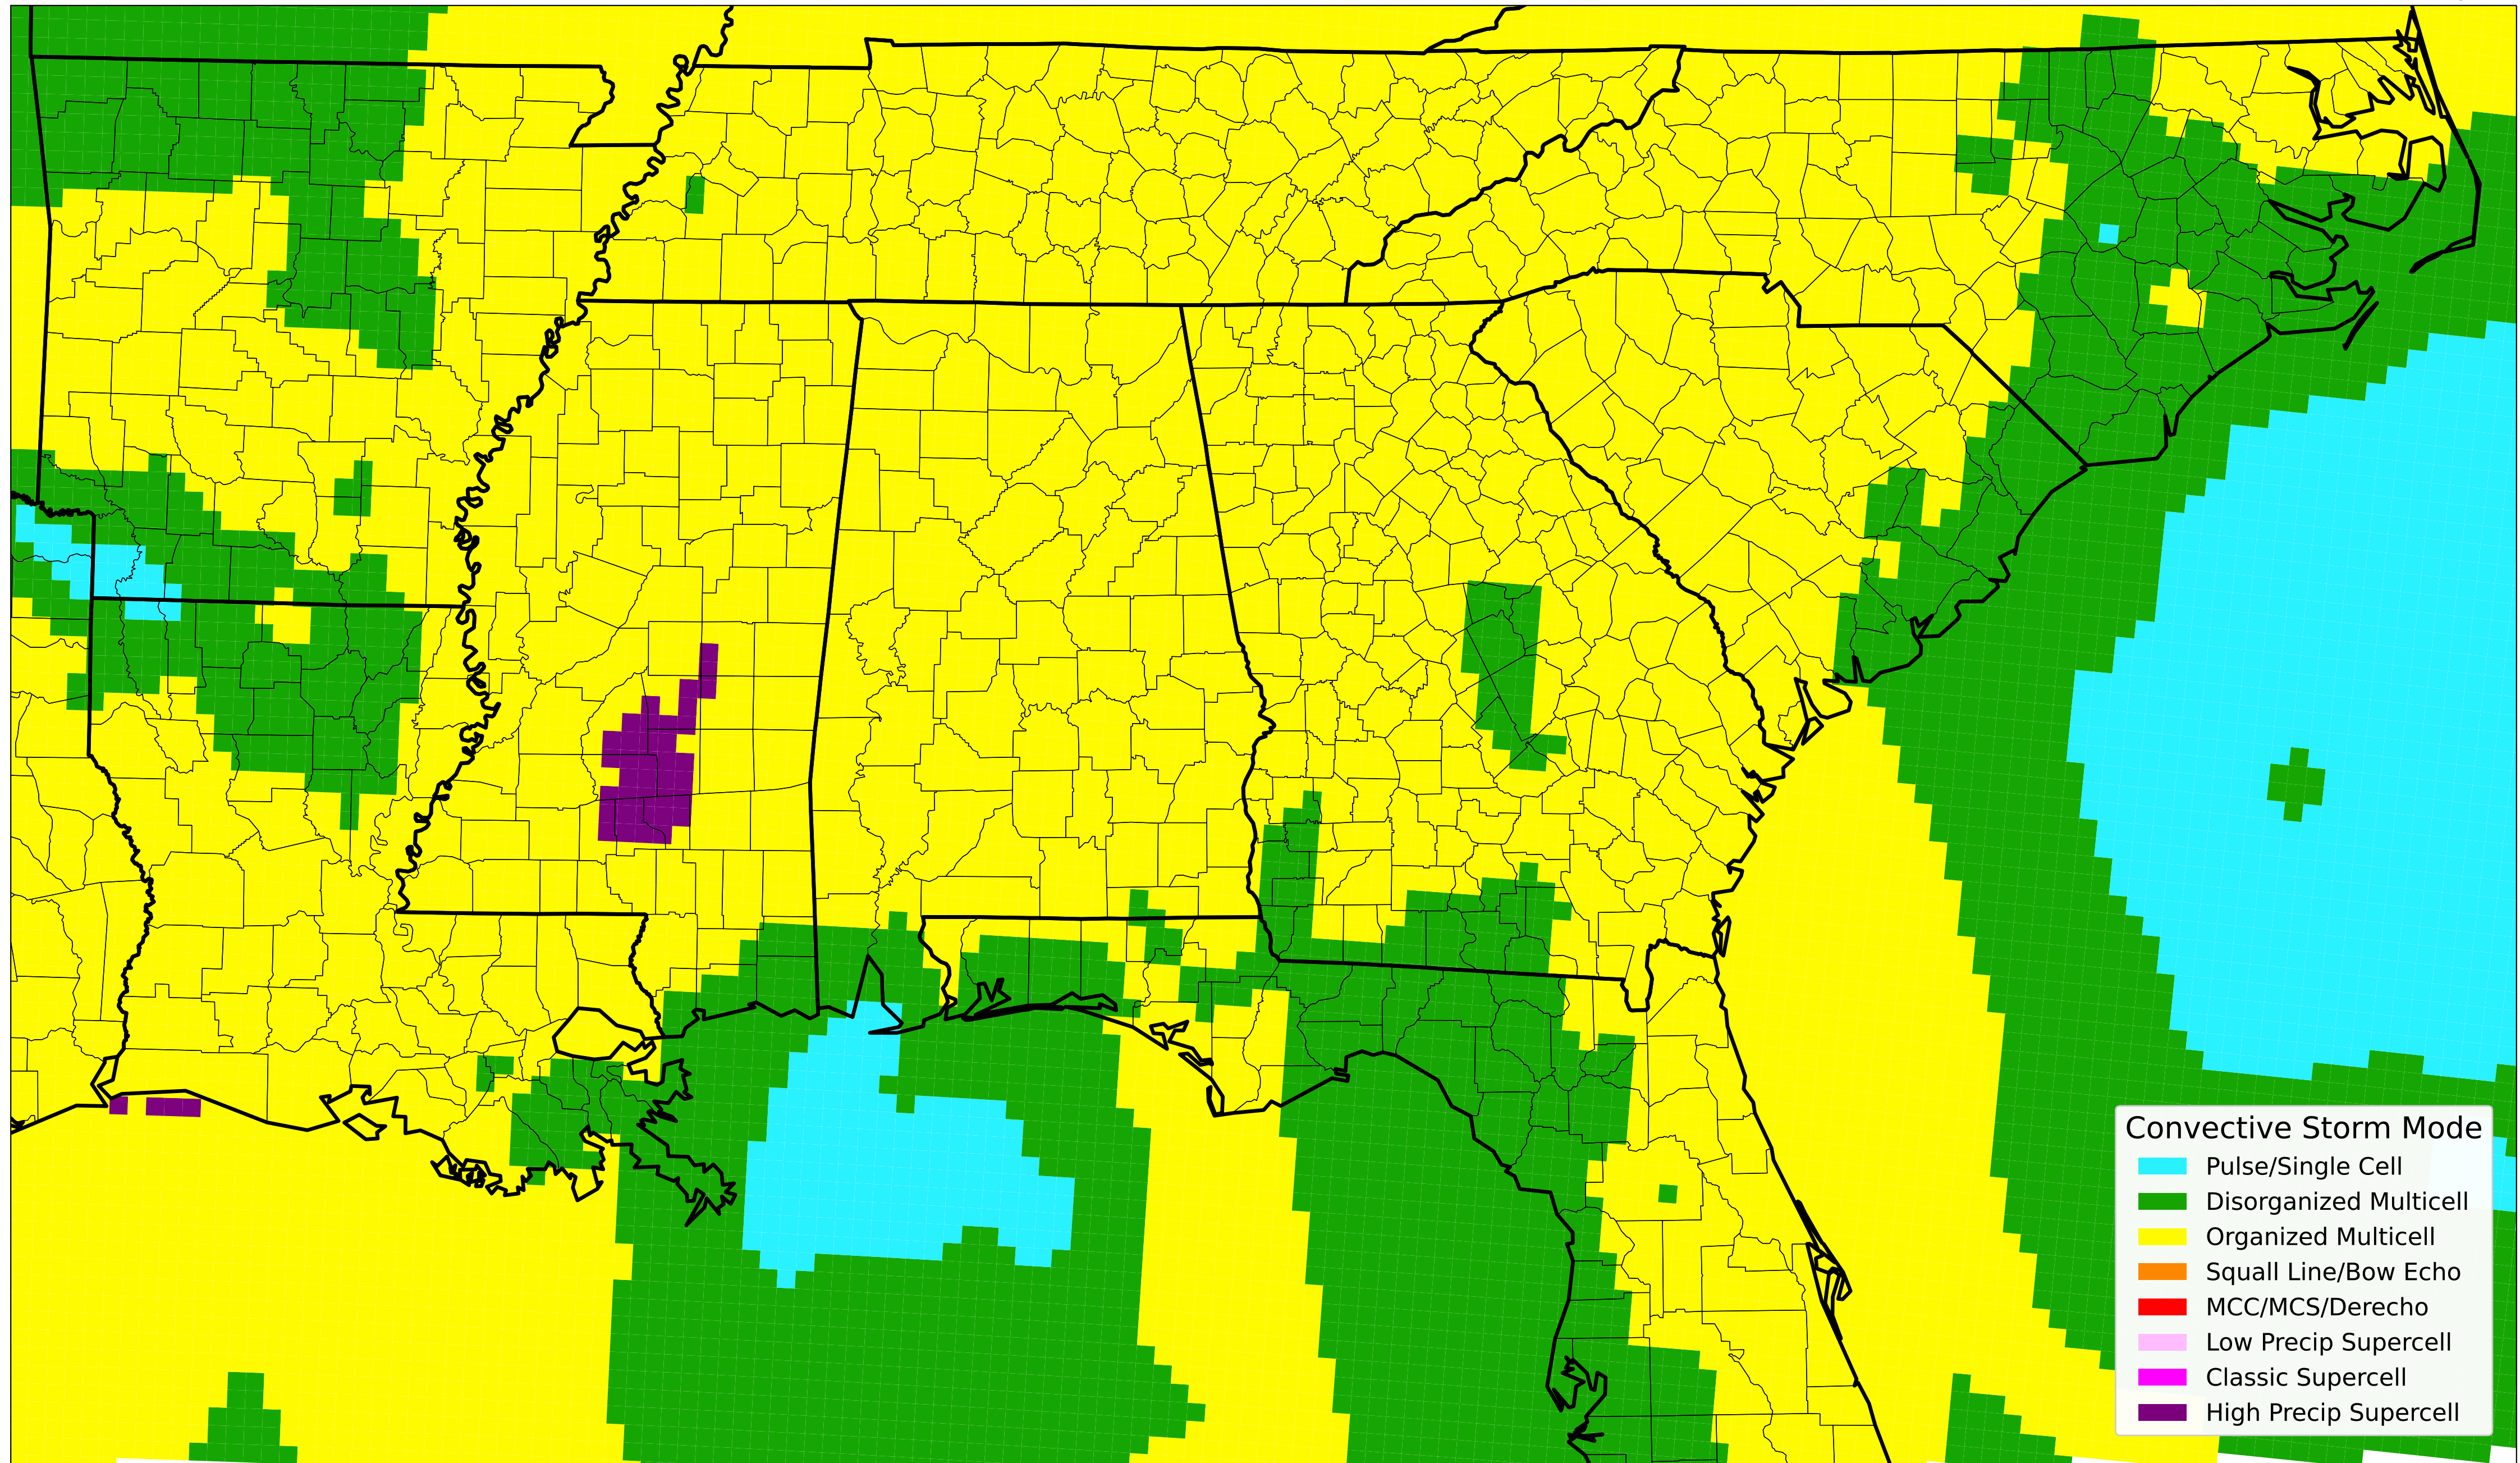 Convective Storm Mode
Pulse/Single Cell
Disorganized Multicell
Organized Multicell
Squall Line/Bow Echo
MCC/MCS/Derecho
Low Precip Supercell
Classic Supercell
High Precip Supercell